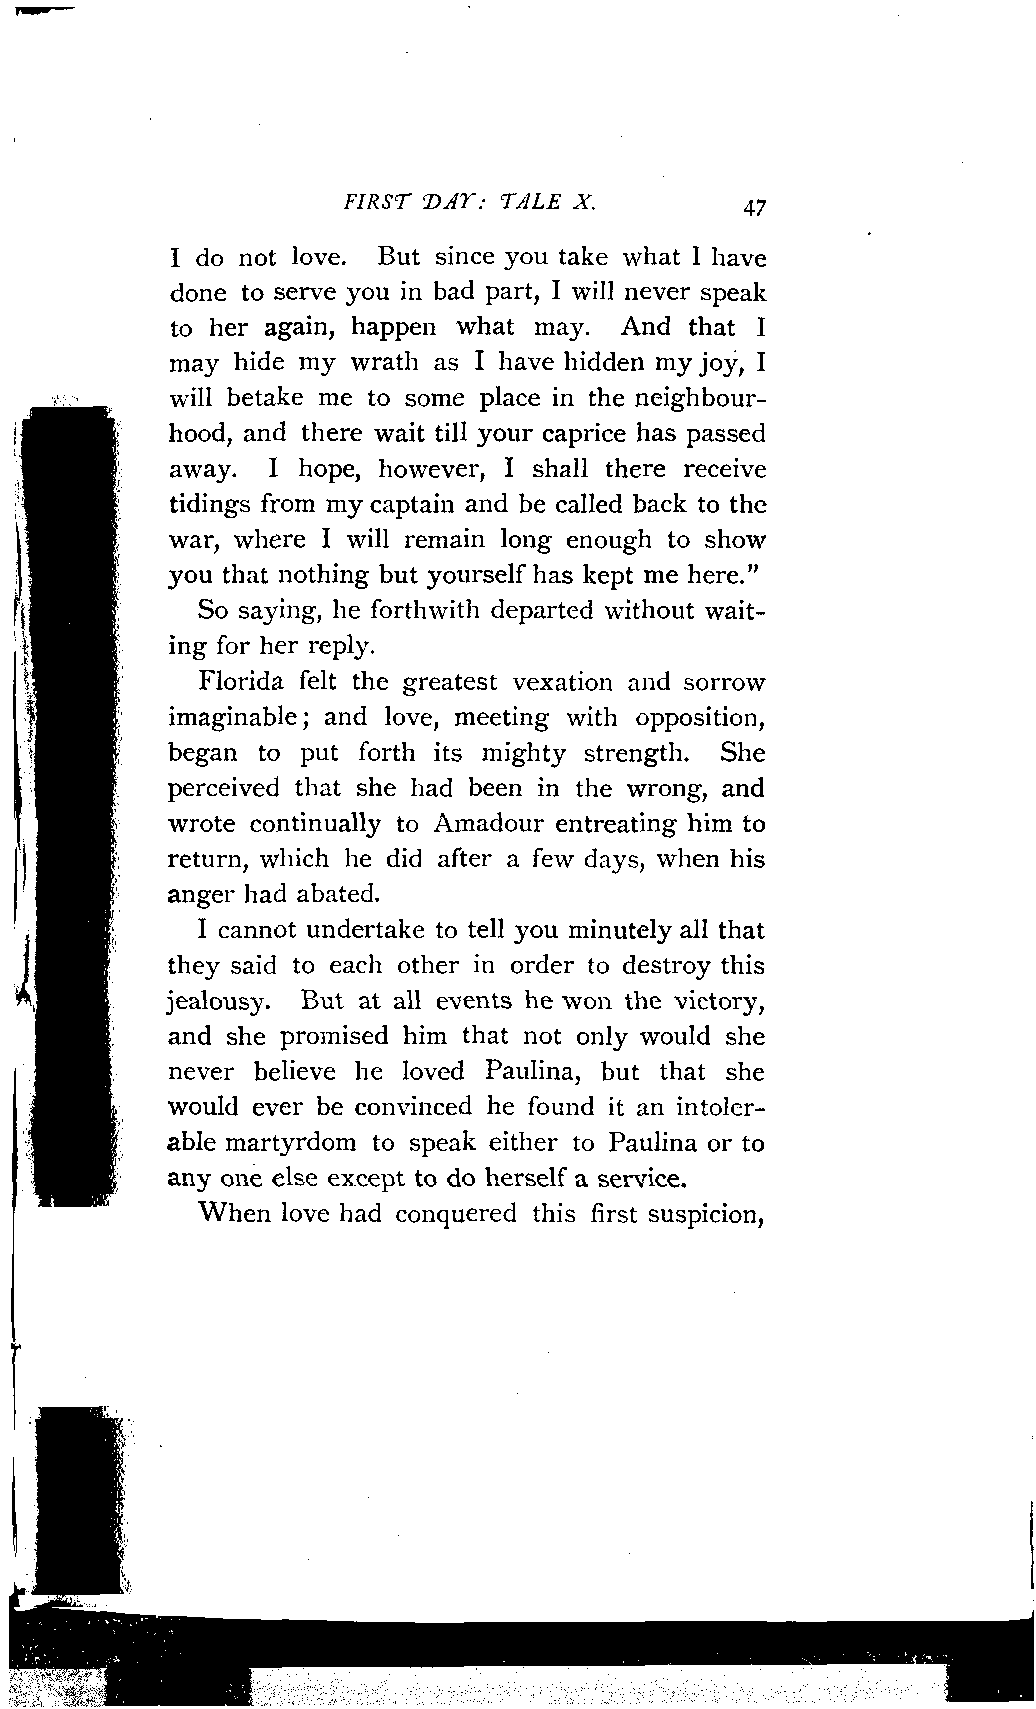 FIRST DAY: TALE X. 47
I do not love. But since you take what I have
done to serve you in bad part, I will never speak
to her again, happen what may. And that I
may hide my wrath as I have hidden my joy, I
will betake me to some place in the neighbour-
hood, and there wait till your caprice has passed
away. I hope, however, I shall there receive
tidings from my captain and be called back to the
war, where I will remain long enough to show
you that nothing but yourself has kept me here."
So saying, he forthwith departed without wait-
ing for her reply.
Florida felt the greatest vexation and sorrow
imaginable; and love, meeting with opposition,
began to put forth its mighty strength. She
perceived that she had been in the wrong, and
wrote continually to Amadour entreating him to
return, which he did after a few days, when his
anger had abated.
I cannot undertake to tell you minutely all that
they said to each other in order to destroy this
jealousy. But at all events he won the victory,
and she promised him that not only would she
never believe he loved Paulina, but that she
would ever be convinced he found it an intoler-
able martyrdom to speak either to Paulina or to
any one else except to do herself a service.
When love had conquered this first suspicion,